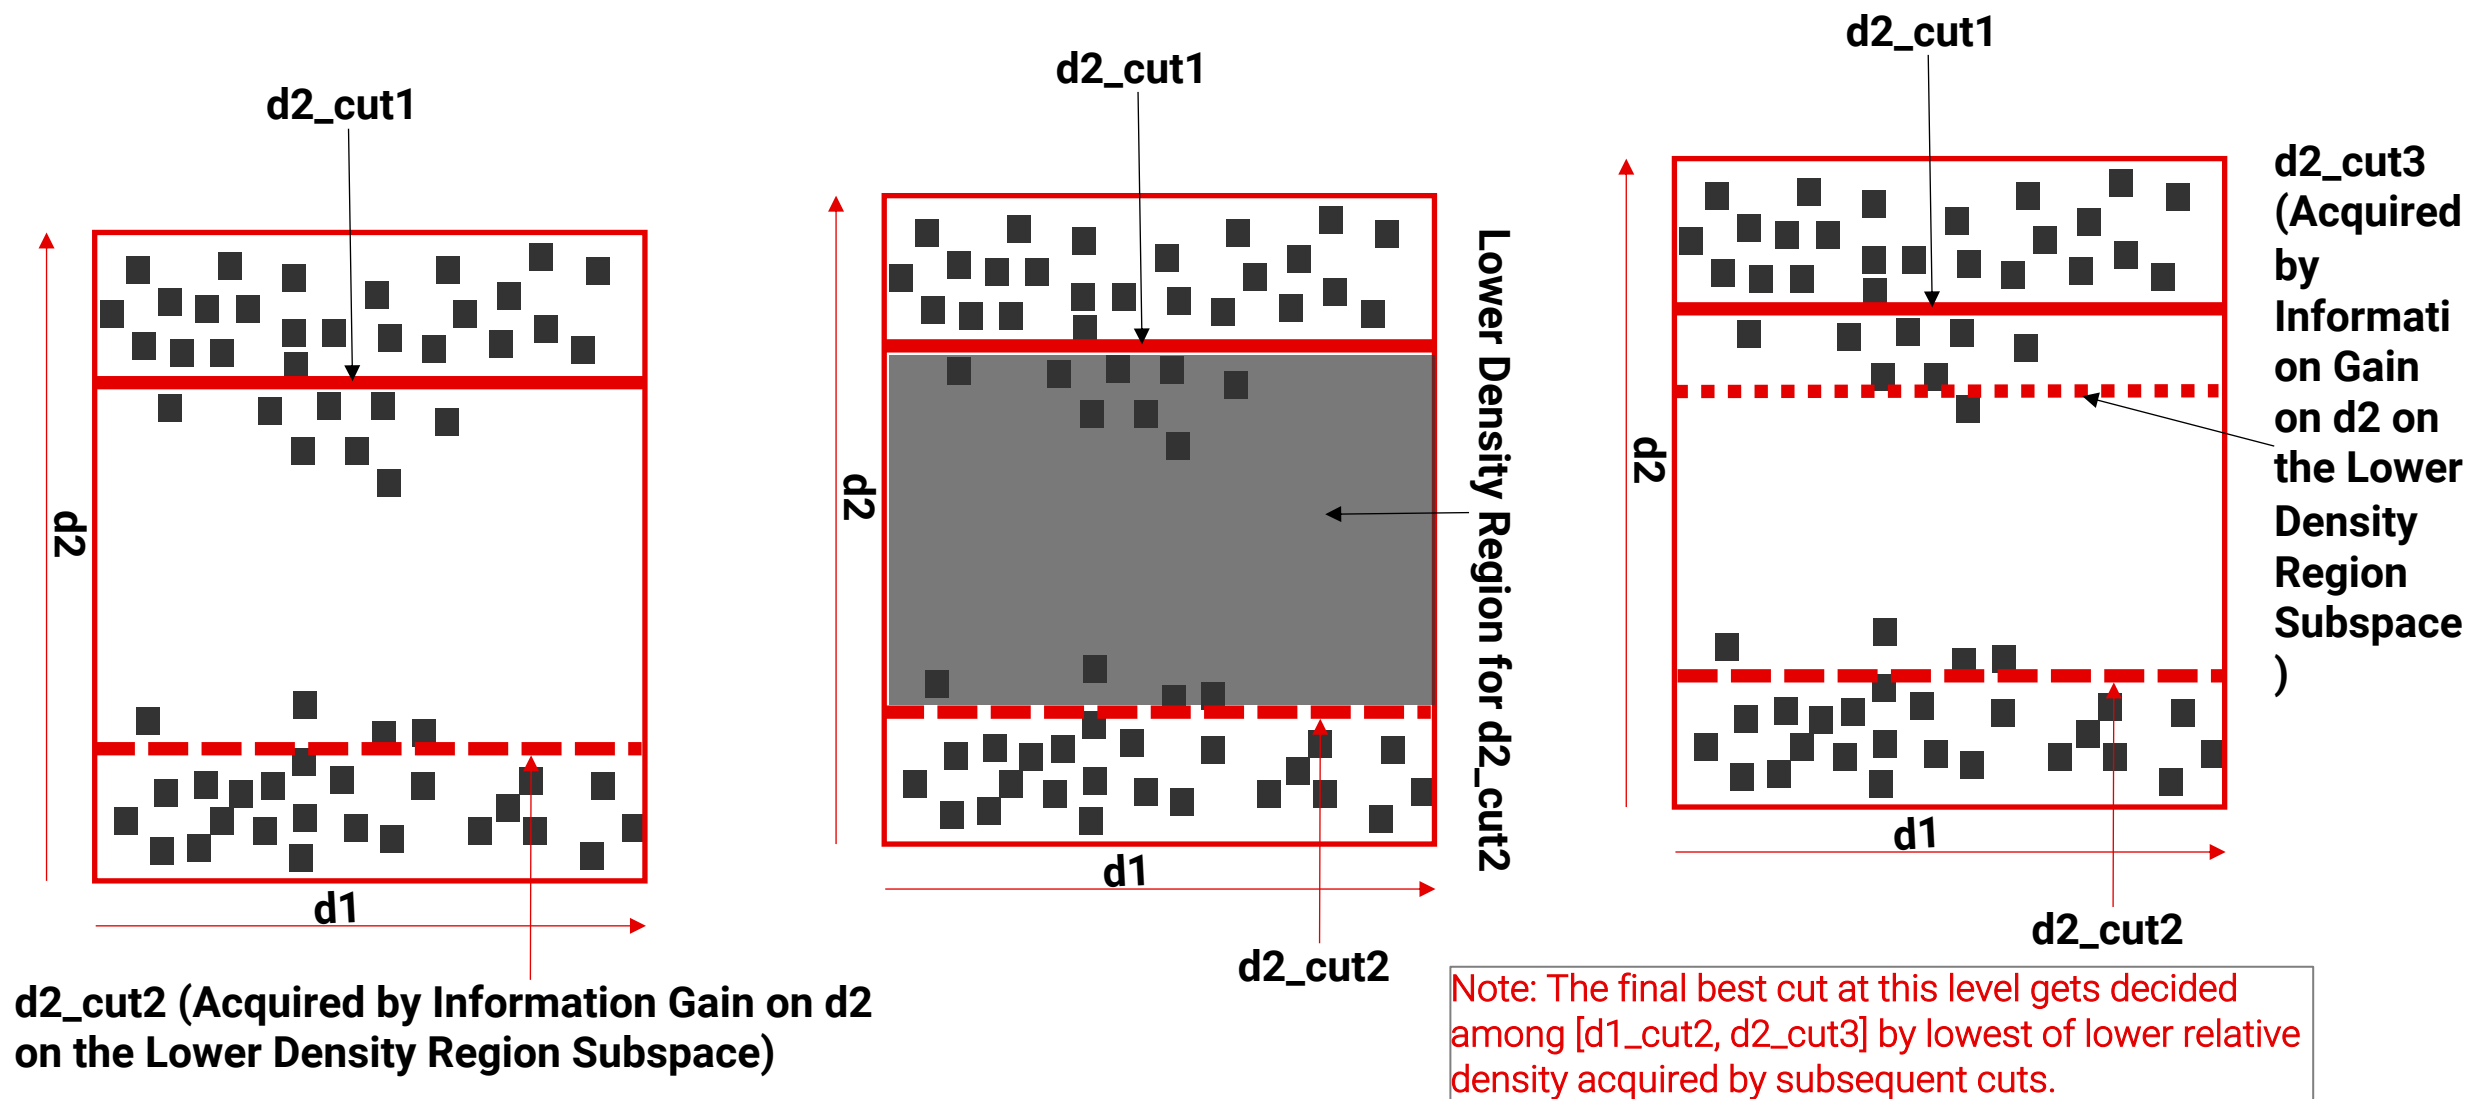 d2_cut1
d2
d1
d2_cut2 (Acquired by Information Gain on d2
on the Lower Density Region Subspace)
d2_cut1
d2
d1
d2_cut2
Lower Density Region for d2_cut2
d2_cut1
d2
d1
d2_cut2
d2_cut3
(Acquired
by
Informati
on Gain
on d2 on
the Lower
Density
Region
Subspace
)
Note: The final best cut at this level gets decided
among [d1_cut2, d2_cut3] by lowest of lower relative
density acquired by subsequent cuts.